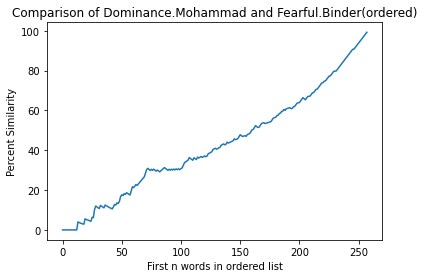 Comparison of Dominance.Mohammad and Fearful.Binder(ordered)
100
80
60
40
20
0
Percent Similarity
0 50 100 150 200 250
First n words in ordered list